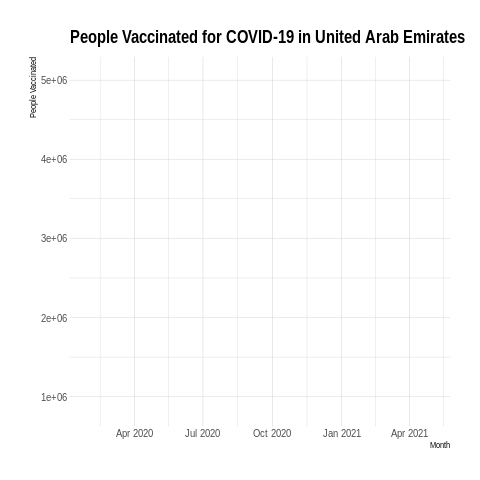 People Vaccinated for COVID-19 in United Arab Emirates
People Vaccinated
5e+06
4e+06
3e+06
2e+06
1e+06
Apr 2020 Jul 2020 Oct 2020 Jan 2021 Apr 2021
Month